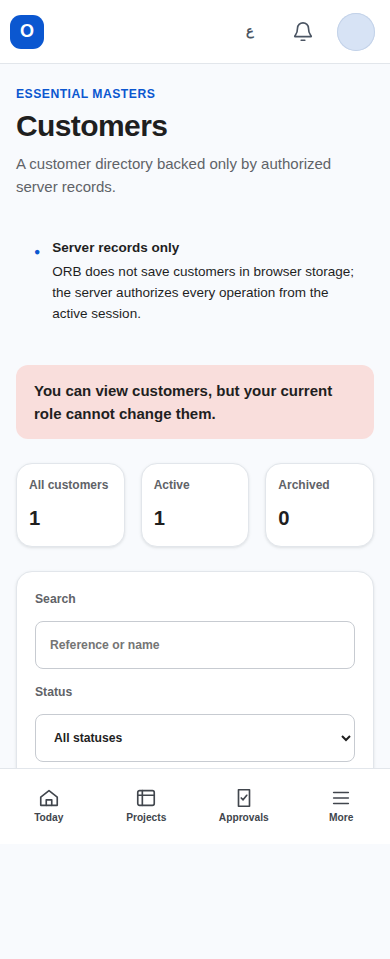 O
ع
ESSENTIAL MASTERS
Customers
A customer directory backed only by authorized
server records.
Server records only
ORB does not save customers in browser storage;
the server authorizes every operation from the
active session.
You can view customers, but your current
role cannot change them.
All customers
1
Active
1
Archived
0
Search
Reference or name
Status
All statuses
Today
Projects
Approvals
More